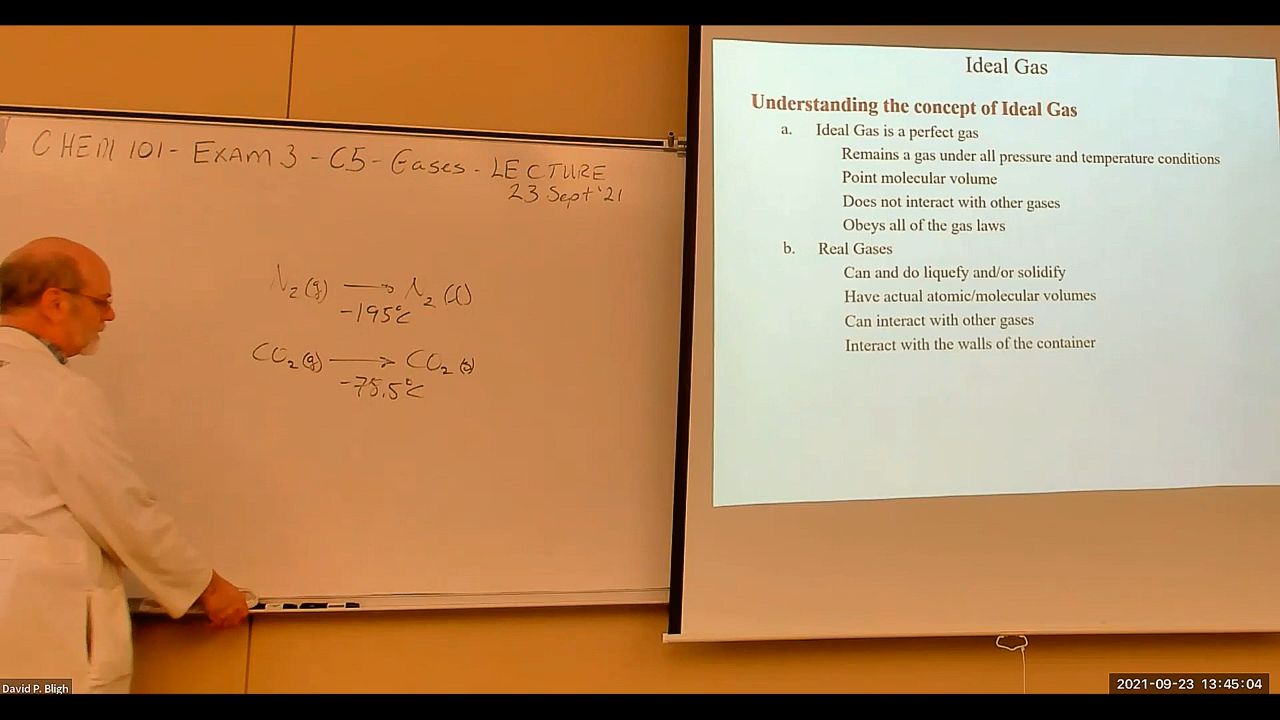 CHEM 101 - EXAM 3 - C5 - Gases - LECTURE
23 Sept '21
N₂(g) → N₂(l)
-195°C
CO₂(g) → CO₂(s)
-75.5°C
Ideal Gas
Understanding the concept of Ideal Gas
a. Ideal Gas is a perfect gas
Remains a gas under all pressure and temperature conditions
Point molecular volume
Does not interact with other gases
Obeys all of the gas laws
b. Real Gases
Can and do liquefy and/or solidify
Have actual atomic/molecular volumes
Can interact with other gases
Interact with the walls of the container
David P. Bligh
2021-09-23 13:45:04